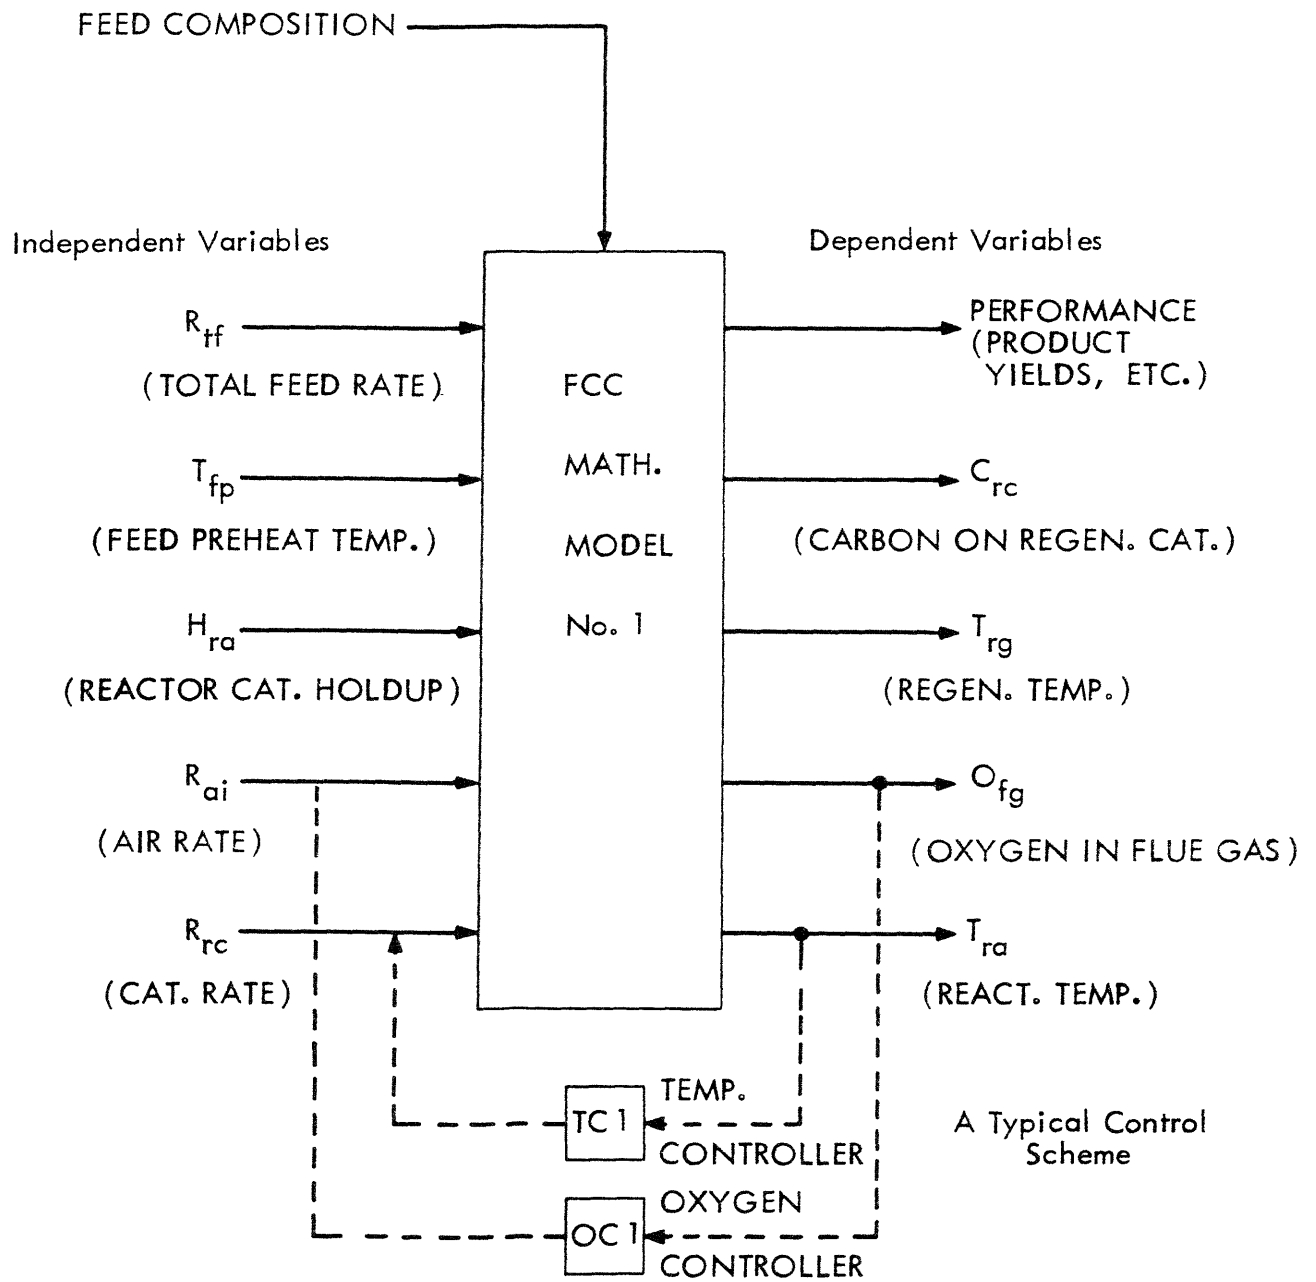 FEED COMPOSITION
Independent Variables
Dependent Variables
R_tf
(TOTAL FEED RATE)
T_fp
(FEED PREHEAT TEMP.)
H_ra
(REACTOR CAT. HOLDUP)
R_ai
(AIR RATE)
R_rc
(CAT. RATE)
FCC
MATH.
MODEL
No. 1
PERFORMANCE
(PRODUCT
YIELDS, ETC.)
C_rc
(CARBON ON REGEN. CAT.)
T_rg
(REGEN. TEMP.)
O_fg
(OXYGEN IN FLUE GAS)
T_ra
(REACT. TEMP.)
TC 1
TEMP.
CONTROLLER
OC 1
OXYGEN
CONTROLLER
A Typical Control
Scheme